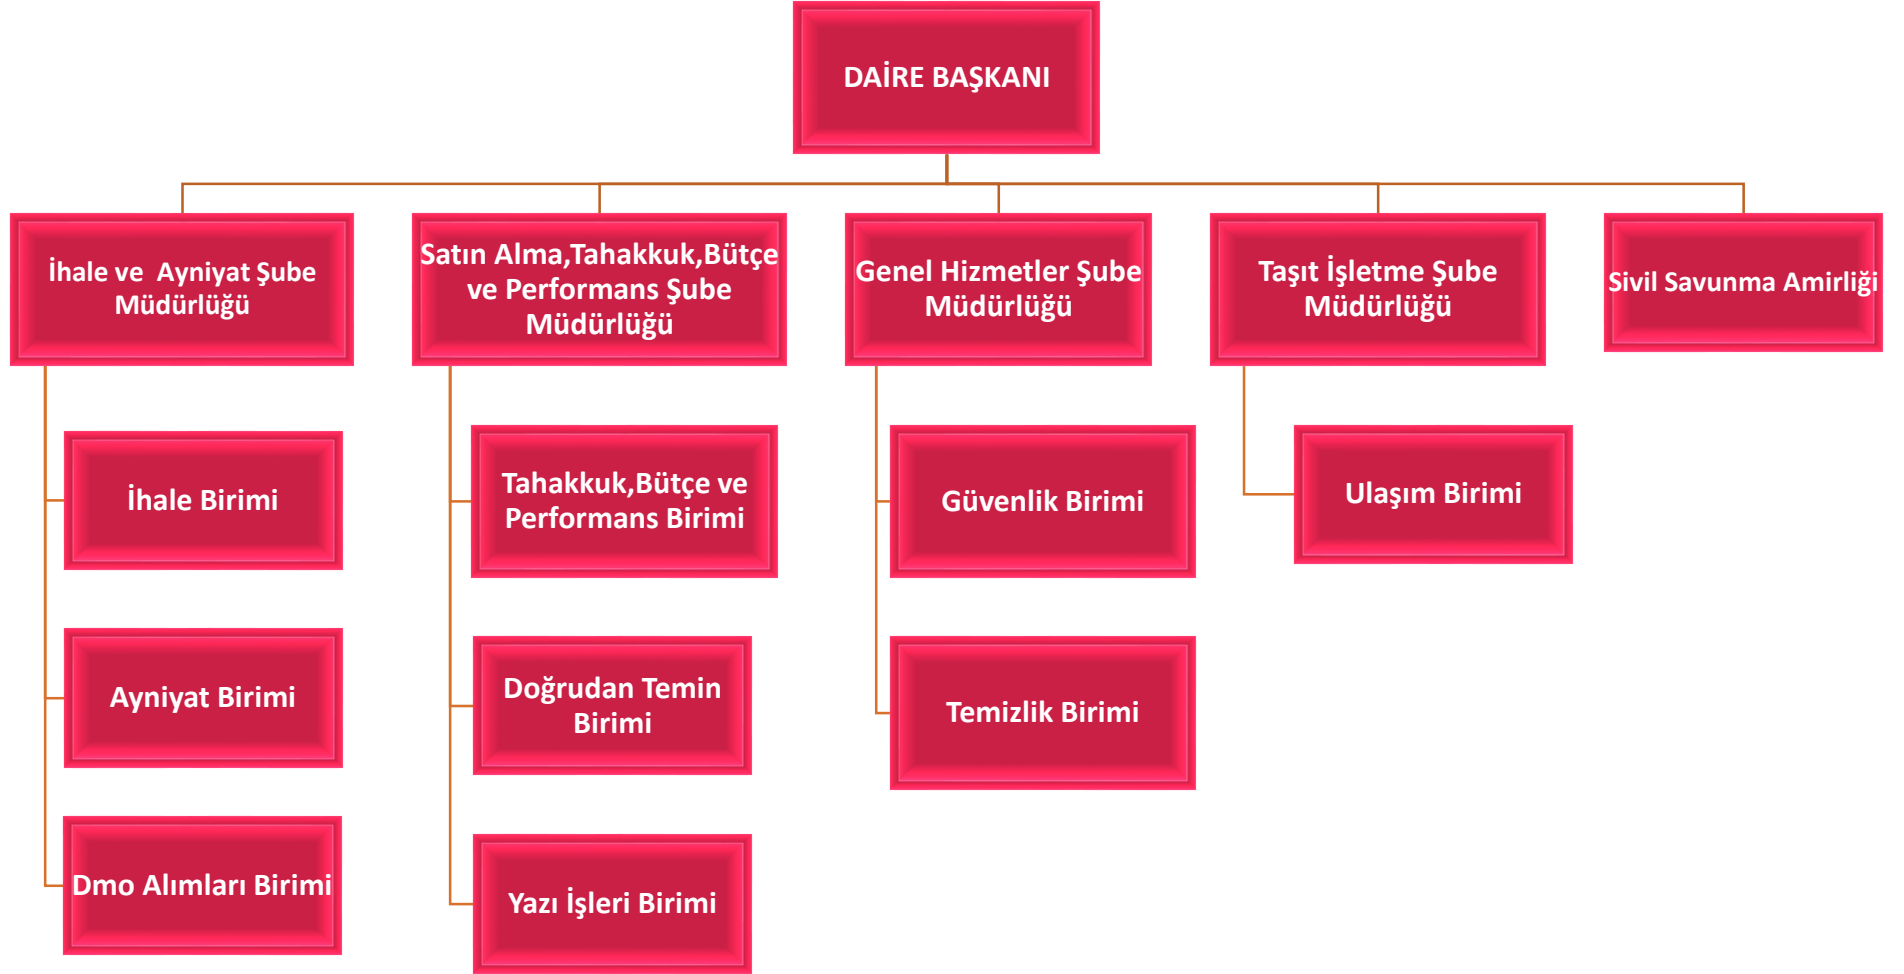 DAİRE BAŞKANI
İhale ve  Ayniyat Şube
Müdürlüğü
Satın Alma,Tahakkuk,Bütçe
ve Performans Şube
Müdürlüğü
Genel Hizmetler Şube
Müdürlüğü
Taşıt İşletme Şube
Müdürlüğü
Sivil Savunma Amirliği
İhale Birimi
Ayniyat Birimi
Dmo Alımları Birimi
Tahakkuk,Bütçe ve
Performans Birimi
Doğrudan Temin
Birimi
Yazı İşleri Birimi
Güvenlik Birimi
Temizlik Birimi
Ulaşım Birimi